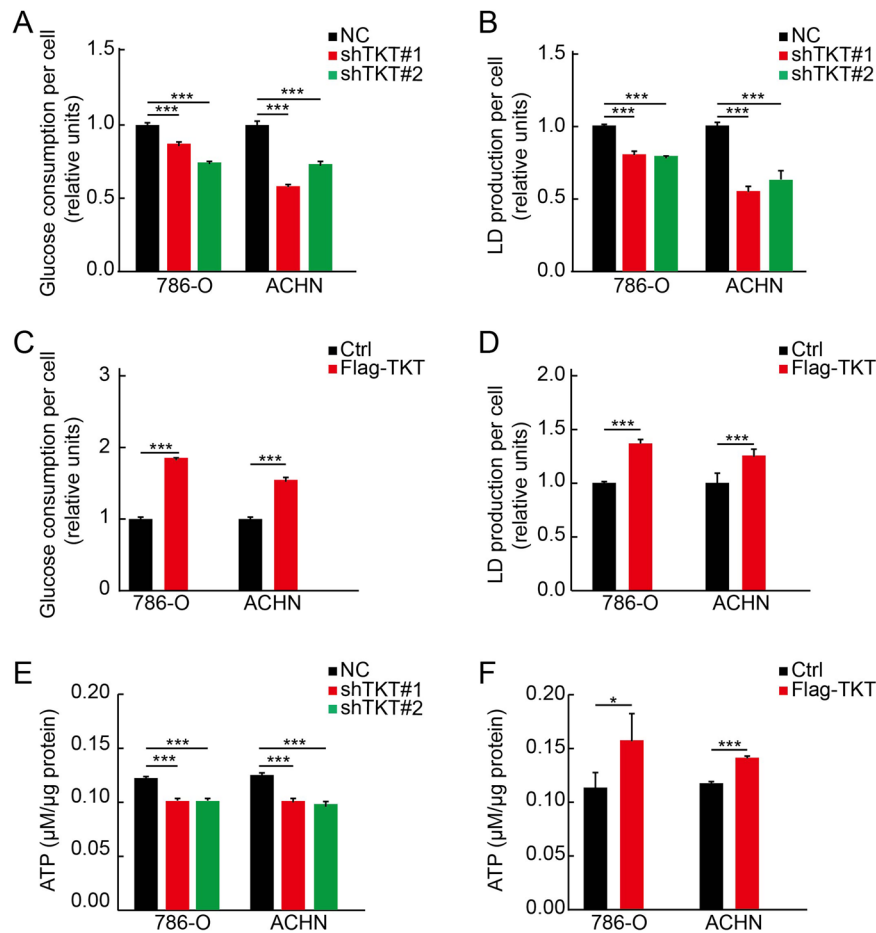 A
Glucose consumption per cell
(relative units)
NC
shTKT#1
shTKT#2
1.5
1.0
0.5
0.0
*** *** *** ***
786-O ACHN
B
LD production per cell
(relative units)
NC
shTKT#1
shTKT#2
1.5
1.0
0.5
0.0
*** *** *** ***
786-O ACHN
C
Glucose consumption per cell
(relative units)
Ctrl
Flag-TKT
3
2
1
0
*** ***
786-O ACHN
D
LD production per cell
(relative units)
Ctrl
Flag-TKT
2.0
1.5
1.0
0.5
0.0
*** ***
786-O ACHN
E
ATP (μM/μg protein)
NC
shTKT#1
shTKT#2
0.20
0.15
0.10
0.05
0.00
*** *** *** ***
786-O ACHN
F
ATP (μM/μg protein)
Ctrl
Flag-TKT
0.20
0.15
0.10
0.05
0.00
* ***
786-O ACHN